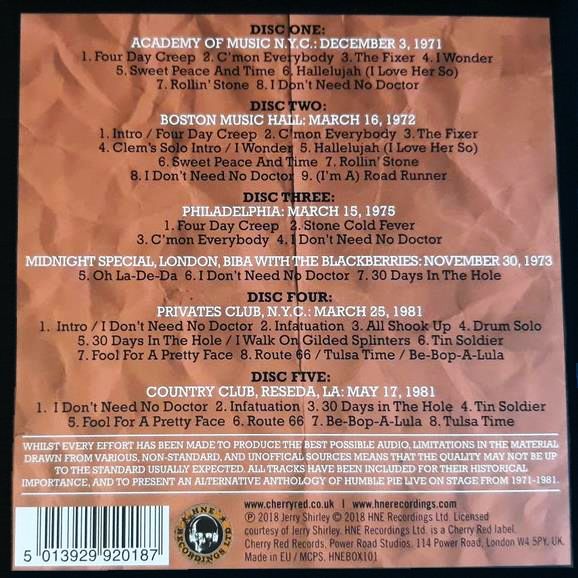 DISC ONE:
ACADEMY OF MUSIC N.Y.C.: DECEMBER 3, 1971
1. Four Day Creep 2. C'mon Everybody 3. The Fixer 4. I Wonder
5. Sweet Peace And Time 6. Hallelujah (I Love Her So)
7. Rollin' Stone 8. I Don't Need No Doctor
DISC TWO:
BOSTON MUSIC HALL: MARCH 16, 1972
1. Intro / Four Day Creep 2. C'mon Everybody 3. The Fixer
4. Clem's Solo Intro / I Wonder 5. Hallelujah (I Love Her So)
6. Sweet Peace And Time 7. Rollin' Stone
8. I Don't Need No Doctor 9. (I'm A) Road Runner
DISC THREE:
PHILADELPHIA: MARCH 15, 1975
1. Four Day Creep 2. Stone Cold Fever
3. C'mon Everybody 4. I Don't Need No Doctor
MIDNIGHT SPECIAL, LONDON, BIBA WITH THE BLACKBERRIES: NOVEMBER 30, 1973
5. Oh La-De-Da 6. I Don't Need No Doctor 7. 30 Days In The Hole
DISC FOUR:
PRIVATES CLUB, N.Y.C.: MARCH 25, 1981
1. Intro / I Don't Need No Doctor 2. Infatuation 3. All Shook Up 4. Drum Solo
5. 30 Days In The Hole / I Walk On Gilded Splinters 6. Tin Soldier
7. Fool For A Pretty Face 8. Route 66 / Tulsa Time / Be-Bop-A-Lula
DISC FIVE:
COUNTRY CLUB, RESEDA, LA: MAY 17, 1981
1. I Don't Need No Doctor 2. Infatuation 3. 30 Days in The Hole 4. Tin Soldier
5. Fool For A Pretty Face 6. Route 66 7. Be-Bop-A-Lula 8. Tulsa Time
WHILST EVERY EFFORT HAS BEEN MADE TO PRODUCE THE BEST POSSIBLE AUDIO, LIMITATIONS IN THE MATERIAL
DRAWN FROM VARIOUS, NON-STANDARD, AND UNOFFICAL SOURCES MEANS THAT THE QUALITY MAY NOT BE UP
TO THE STANDARD USUALLY EXPECTED. ALL TRACKS HAVE BEEN INCLUDED FOR THEIR HISTORICAL
IMPORTANCE, AND TO PRESENT AN ALTERNATIVE ANTHOLOGY OF HUMBLE PIE LIVE ON STAGE FROM 1971-1981.
5 013929 920187
HNE
RECORDINGS LTD
www.cherryred.co.uk | www.hnerecordings.com
℗ 2018 Jerry Shirley © 2018 HNE Recordings Ltd. Licensed
courtesy of Jerry Shirley. HNE Recordings Ltd. is a Cherry Red label.
Cherry Red Records, Power Road Studios, 114 Power Road, London W4 5PY, UK.
Made in EU / MCPS. HNEBOX101